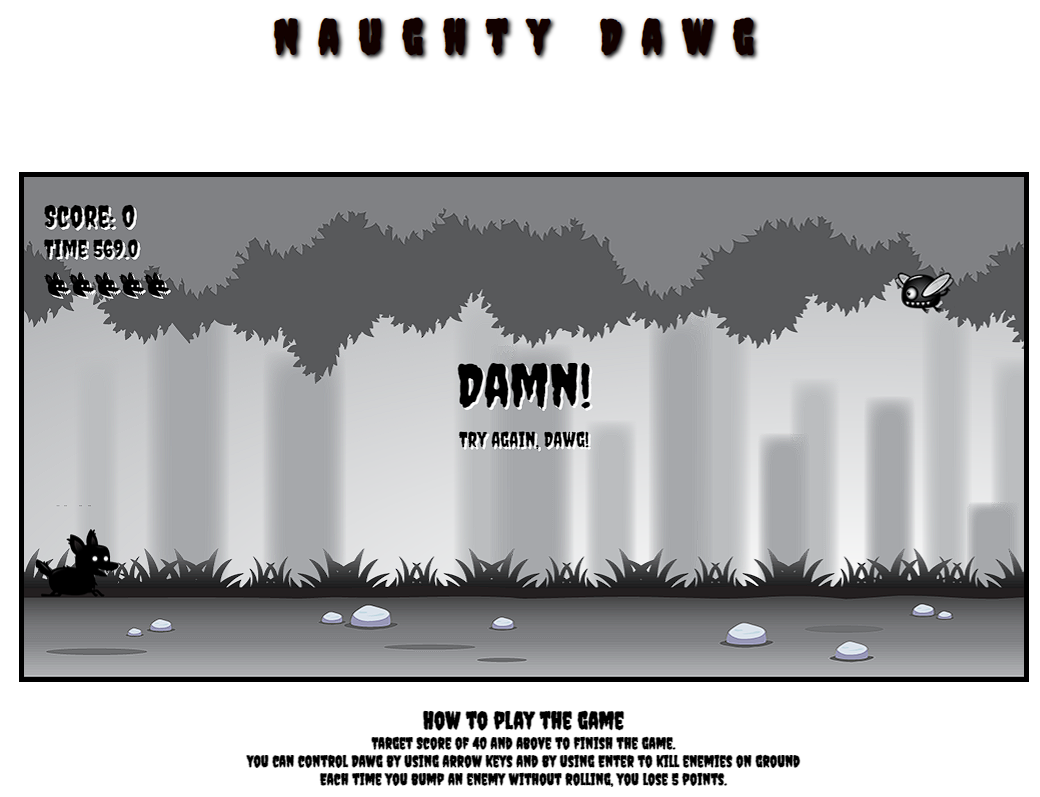 NAUGHTY DAWG
SCORE: 0
TIME 569.0
DAMN!
TRY AGAIN, DAWG!
HOW TO PLAY THE GAME
TARGET SCORE OF 40 AND ABOVE TO FINISH THE GAME.
YOU CAN CONTROL DAWG BY USING ARROW KEYS AND BY USING ENTER TO KILL ENEMIES ON GROUND
EACH TIME YOU BUMP AN ENEMY WITHOUT ROLLING, YOU LOSE 5 POINTS.